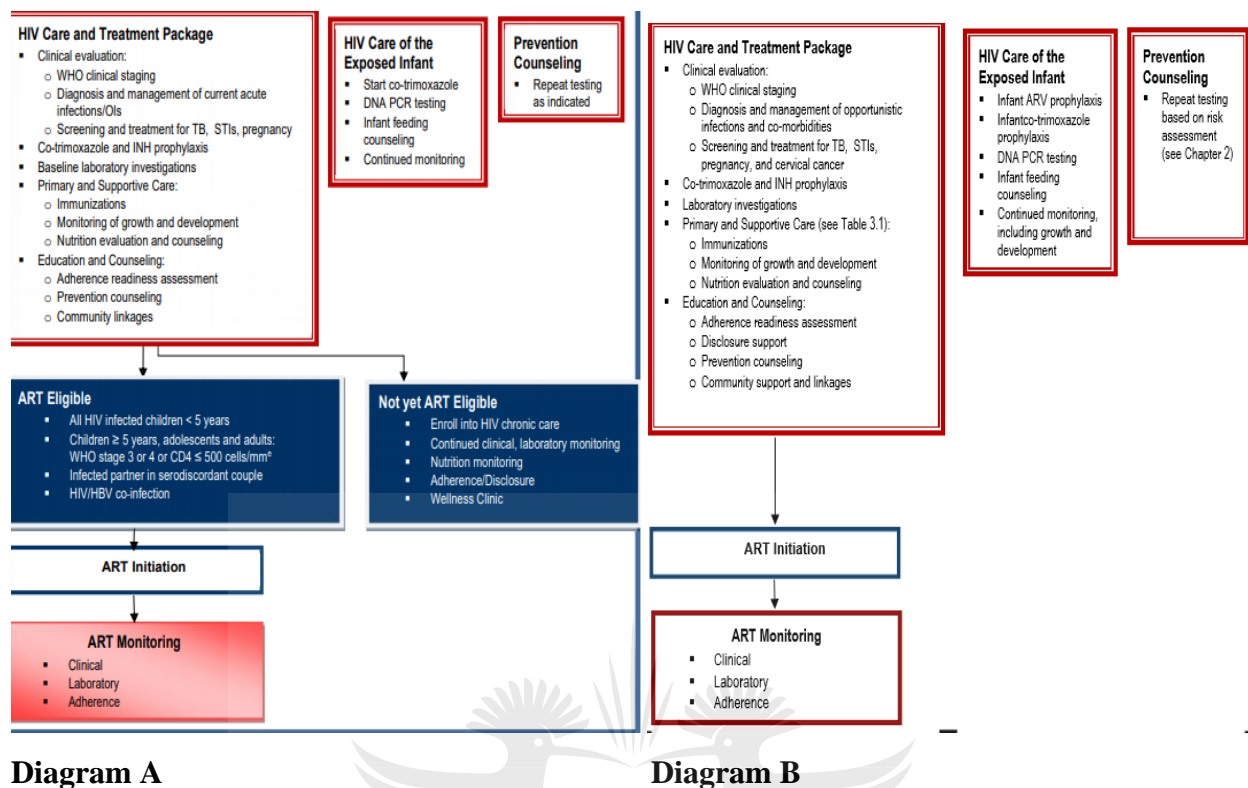 HIV Care and Treatment Package
▪ Clinical evaluation:
o WHO clinical staging
o Diagnosis and management of current acute
infections/OIs
o Screening and treatment for TB, STIs, pregnancy
▪ Co-trimoxazole and INH prophylaxis
▪ Baseline laboratory investigations
▪ Primary and Supportive Care:
o Immunizations
o Monitoring of growth and development
o Nutrition evaluation and counseling
▪ Education and Counseling:
o Adherence readiness assessment
o Prevention counseling
o Community linkages
HIV Care of the
Exposed Infant
▪ Start co-trimoxazole
▪ DNA PCR testing
▪ Infant feeding
counseling
▪ Continued monitoring
Prevention
Counseling
▪ Repeat testing
as indicated
ART Eligible
▪ All HIV infected children < 5 years
▪ Children ≥ 5 years, adolescents and adults:
WHO stage 3 or 4 or CD4 ≤ 500 cells/mm
▪ Infected partner in serodiscordant couple
▪ HIV/HBV co-infection
Not yet ART Eligible
▪ Enroll into HIV chronic care
▪ Continued clinical, laboratory monitoring
▪ Nutrition monitoring
▪ Adherence/Disclosure
▪ Wellness Clinic
ART Initiation
ART Monitoring
▪ Clinical
▪ Laboratory
▪ Adherence
Diagram A
HIV Care and Treatment Package
▪ Clinical evaluation:
o WHO clinical staging
o Diagnosis and management of opportunistic
infections and co-morbidities
o Screening and treatment for TB, STIs,
pregnancy, and cervical cancer
▪ Co-trimoxazole and INH prophylaxis
▪ Laboratory investigations
▪ Primary and Supportive Care (see Table 3.1):
o Immunizations
o Monitoring of growth and development
o Nutrition evaluation and counseling
▪ Education and Counseling:
o Adherence readiness assessment
o Disclosure support
o Prevention counseling
o Community support and linkages
HIV Care of the
Exposed Infant
▪ Infant ARV prophylaxis
▪ Infantco-trimoxazole
prophylaxis
▪ DNA PCR testing
▪ Infant feeding
counseling
▪ Continued monitoring,
including growth and
development
Prevention
Counseling
▪ Repeat testing
based on risk
assessment
(see Chapter 2)
ART Initiation
ART Monitoring
▪ Clinical
▪ Laboratory
▪ Adherence
Diagram B